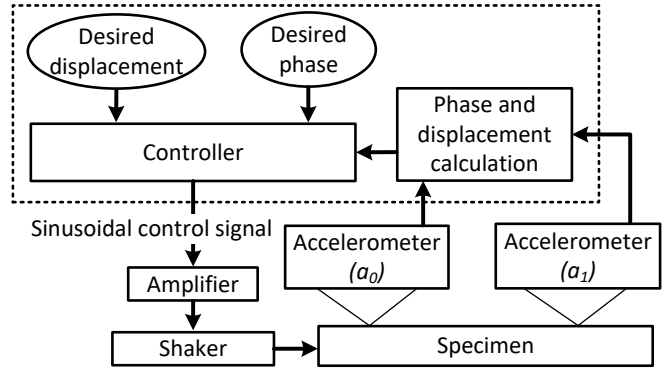 Desired
displacement
Desired
phase
Phase and
displacement
calculation
Controller
Sinusoidal control signal
Accelerometer
(a0)
Accelerometer
(a1)
Amplifier
Shaker
Specimen